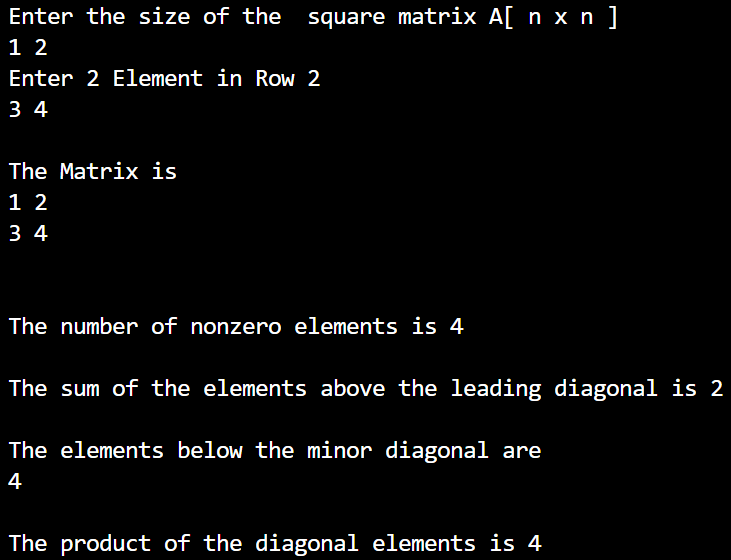 Enter the size of the  square matrix A[ n x n ]
1 2
Enter 2 Element in Row 2
3 4
The Matrix is
1 2
3 4
The number of nonzero elements is 4
The sum of the elements above the leading diagonal is 2
The elements below the minor diagonal are
4
The product of the diagonal elements is 4